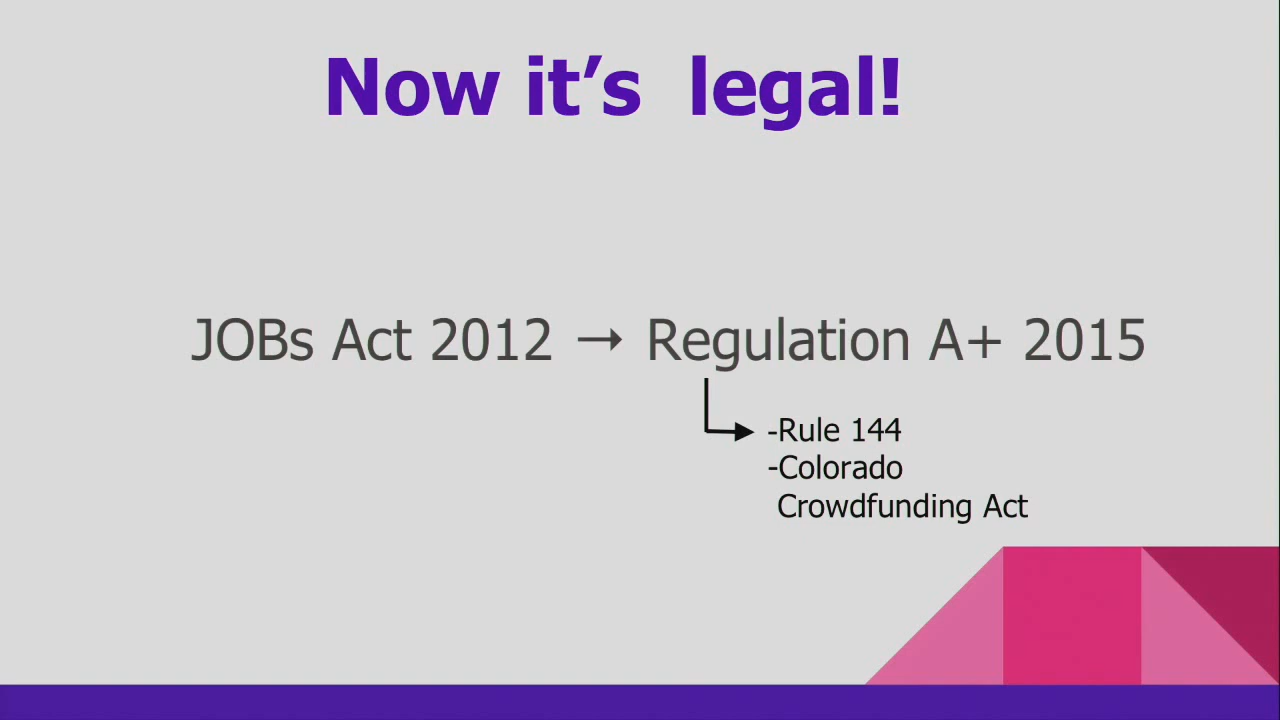 Now it’s  legal!
JOBs Act 2012 → Regulation A+ 2015
-Rule 144
-Colorado
Crowdfunding Act